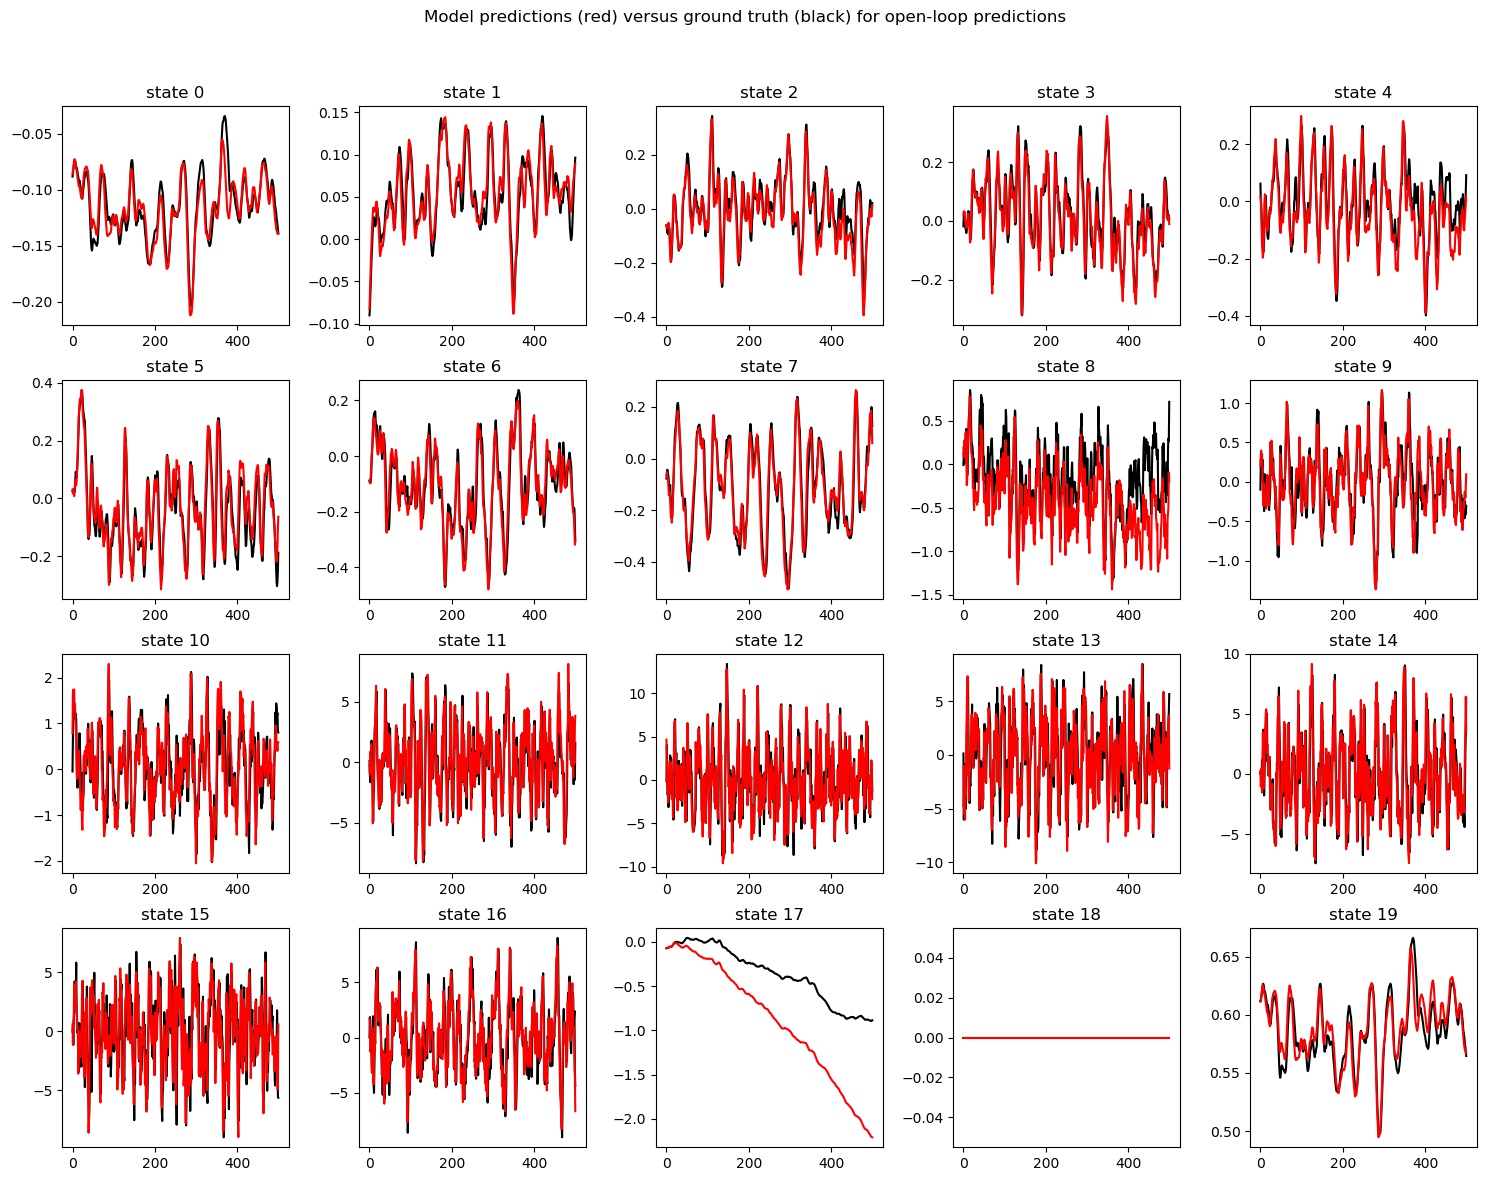 Model predictions (red) versus ground truth (black) for open-loop predictions
state 0 state 1 state 2 state 3 state 4
−0.05 −0.10 −0.15 −0.20 0.15 0.10 0.05 0.00 −0.05 −0.10 0.2 0.0 −0.2 −0.4 0.2 0.0 −0.2 0.2 0.0 −0.2 −0.4
0 200 400 0 200 400 0 200 400 0 200 400 0 200 400
state 5 state 6 state 7 state 8 state 9
0.4 0.2 0.0 −0.2 0.2 0.0 −0.2 −0.4 0.2 0.0 −0.2 −0.4 0.5 0.0 −0.5 −1.0 −1.5 1.0 0.5 0.0 −0.5 −1.0
0 200 400 0 200 400 0 200 400 0 200 400 0 200 400
state 10 state 11 state 12 state 13 state 14
2 1 0 −1 −2 5 0 −5 10 5 0 −5 −10 5 0 −5 −10 10 5 0 −5
0 200 400 0 200 400 0 200 400 0 200 400 0 200 400
state 15 state 16 state 17 state 18 state 19
5 0 −5 5 0 −5 0.0 −0.5 −1.0 −1.5 −2.0 0.04 0.02 0.00 −0.02 −0.04 0.65 0.60 0.55 0.50
0 200 400 0 200 400 0 200 400 0 200 400 0 200 400